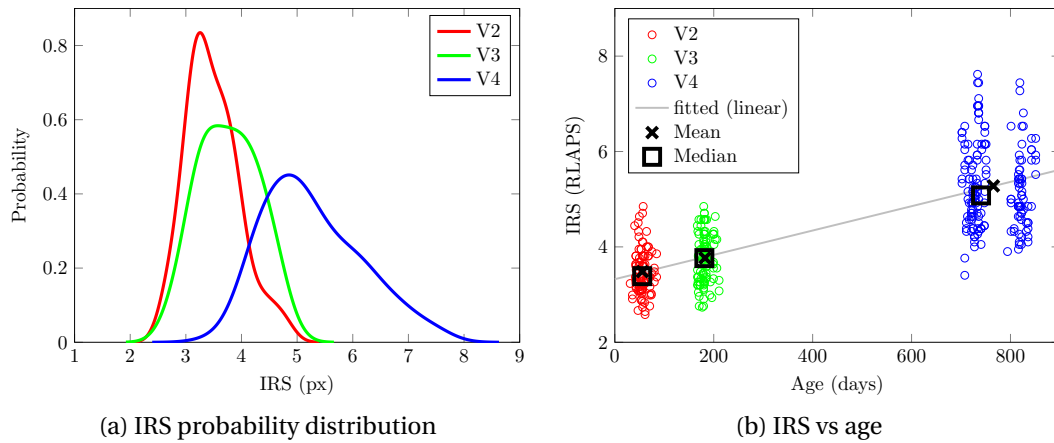 0
0.2
0.4
0.6
0.8
Probability
1 2 3 4 5 6 7 8 9
IRS (px)
V2
V3
V4
(a) IRS probability distribution
2
4
6
8
IRS (RLAPS)
0 200 400 600 800
Age (days)
V2
V3
V4
fitted (linear)
Mean
Median
(b) IRS vs age